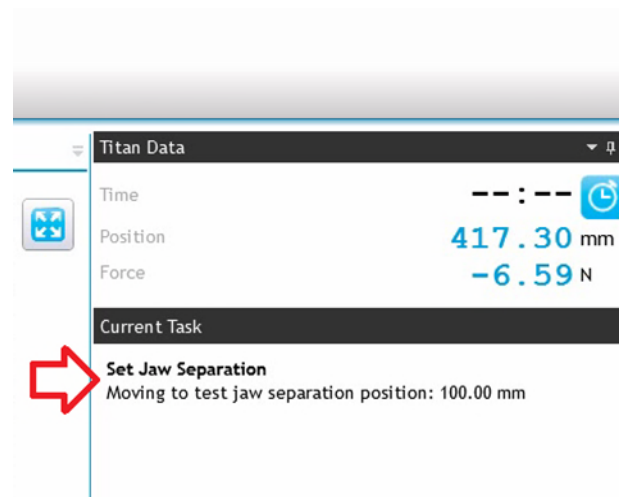 Titan Data
Time --:--
Position 417.30 mm
Force -6.59 N
Current Task
Set Jaw Separation
Moving to test jaw separation position: 100.00 mm